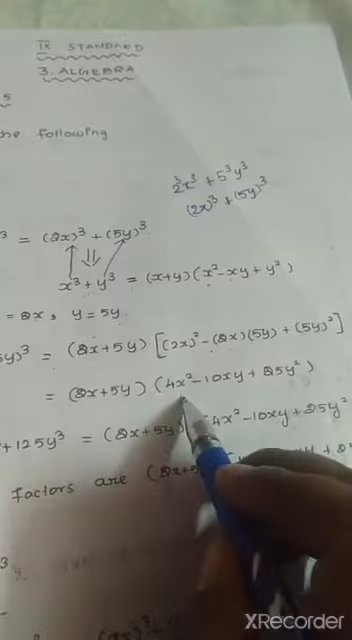 IX STANDARD
3. ALGEBRA
5
the following
2³x³ + 5³y³
(2x)³ + (5y)³
³ = (2x)³ + (5y)³
x³ + y³ = (x+y) (x² - xy + y²)
= 2x, y = 5y
5y)³ = (2x+5y) [(2x)² - (2x)(5y) + (5y)²]
= (2x+5y) (4x² - 10xy + 25y²)
+ 125y³ = (2x+5y) (4x² - 10xy + 25y²
Factors are (2x+5
XRecorder